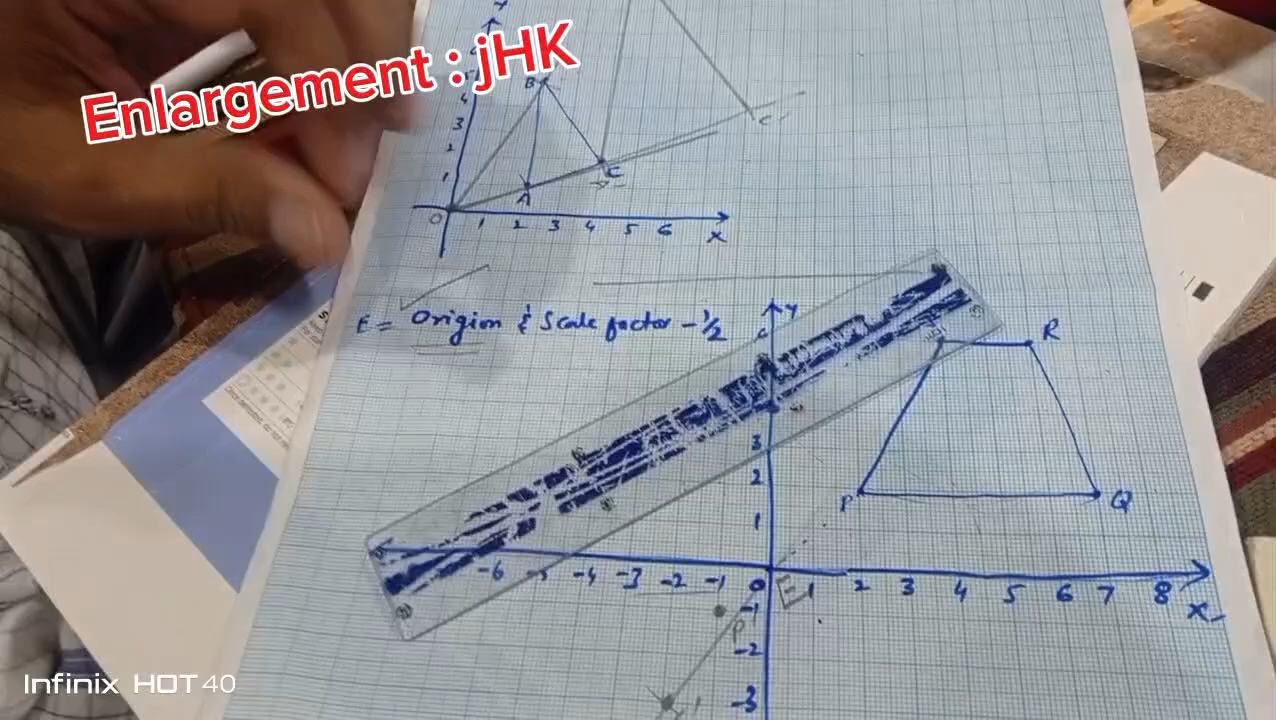 Enlargement : jHK
B
4
3
2
1
A
C
C'
O 1 2 3 4 5 6 X
E = Origion & Scale factor -1/2
Y
R
3
2
1
P
Q
-6 -5 -4 -3 -2 -1 0 E 1 2 3 4 5 6 7 8 X
-1
P'
-2
-3
Infinix HOT 40